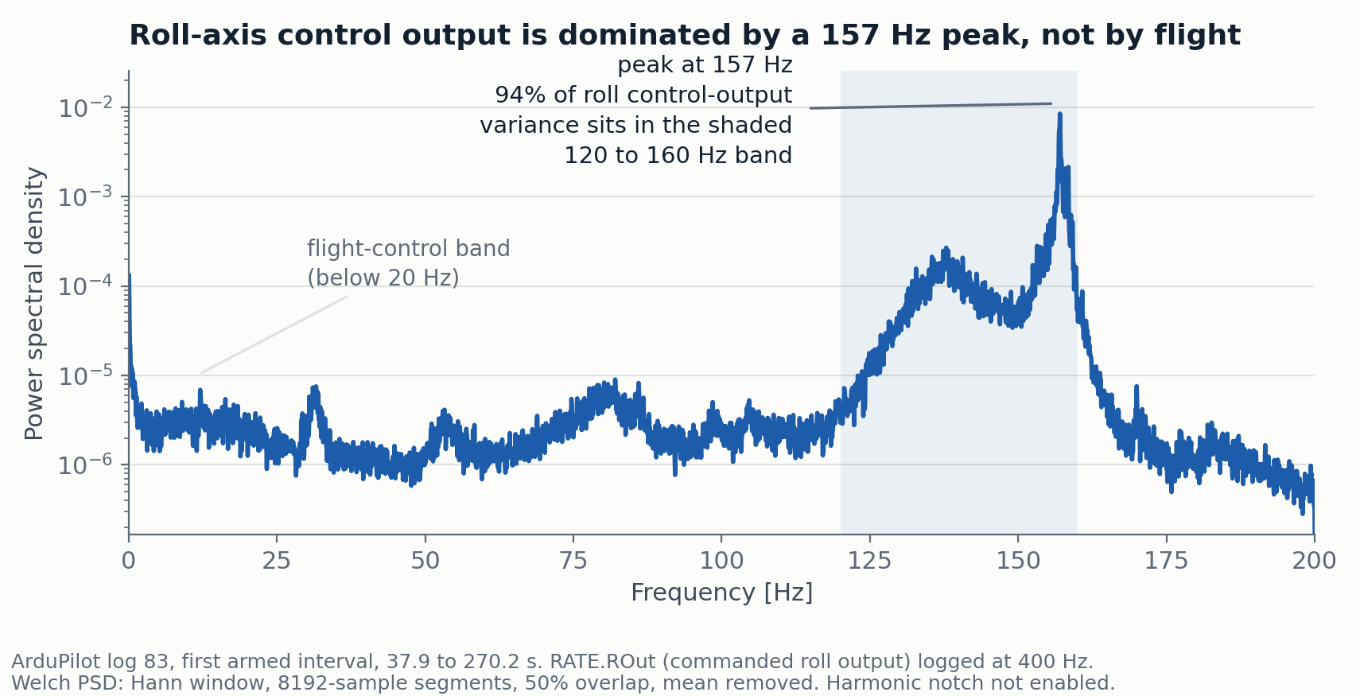 Roll-axis control output is dominated by a 157 Hz peak, not by flight
peak at 157 Hz
94% of roll control-output
variance sits in the shaded
120 to 160 Hz band
flight-control band
(below 20 Hz)
Power spectral density
10⁻²
10⁻³
10⁻⁴
10⁻⁵
10⁻⁶
0 25 50 75 100 125 150 175 200
Frequency [Hz]
ArduPilot log 83, first armed interval, 37.9 to 270.2 s. RATE.ROut (commanded roll output) logged at 400 Hz.
Welch PSD: Hann window, 8192-sample segments, 50% overlap, mean removed. Harmonic notch not enabled.